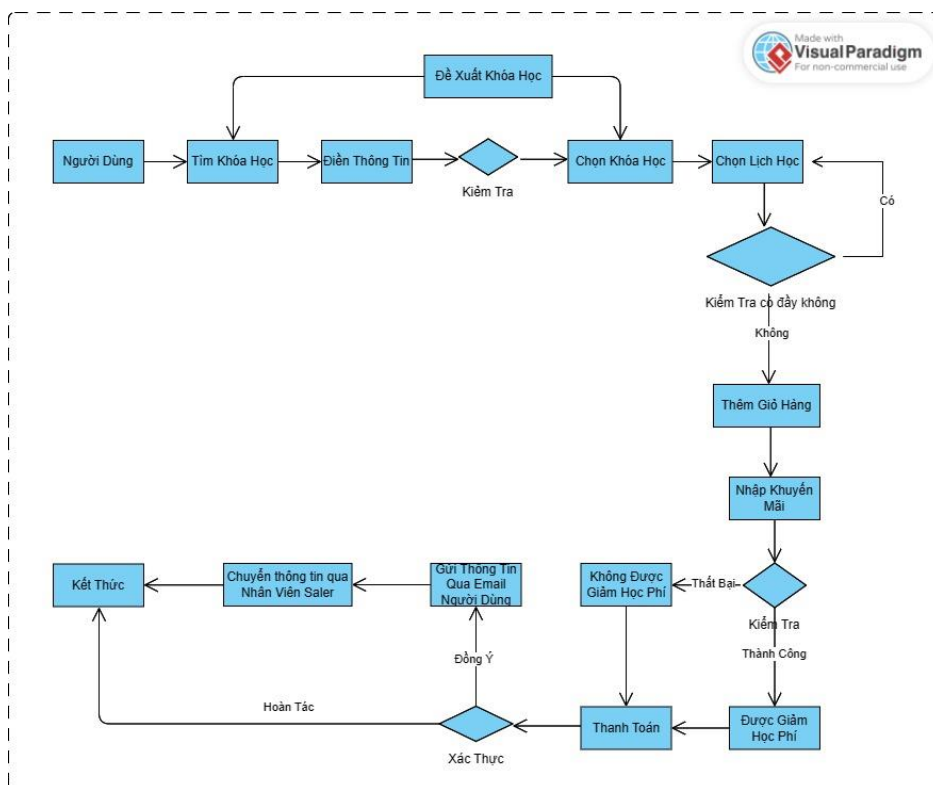 Made with
Visual Paradigm
For non-commercial use
Đề Xuất Khóa Học
Người Dùng
Tìm Khóa Học
Điền Thông Tin
Kiểm Tra
Chọn Khóa Học
Chọn Lịch Học
Có
Kiểm Tra có đầy không
Không
Thêm Giỏ Hàng
Nhập Khuyến
Mãi
Kiểm Tra
Thất Bại
Thành Công
Không Được
Giảm Học Phí
Được Giảm
Học Phí
Thanh Toán
Xác Thực
Đồng Ý
Hoàn Tác
Gửi Thông Tin
Qua Email
Người Dùng
Chuyển thông tin qua
Nhân Viên Saler
Kết Thức